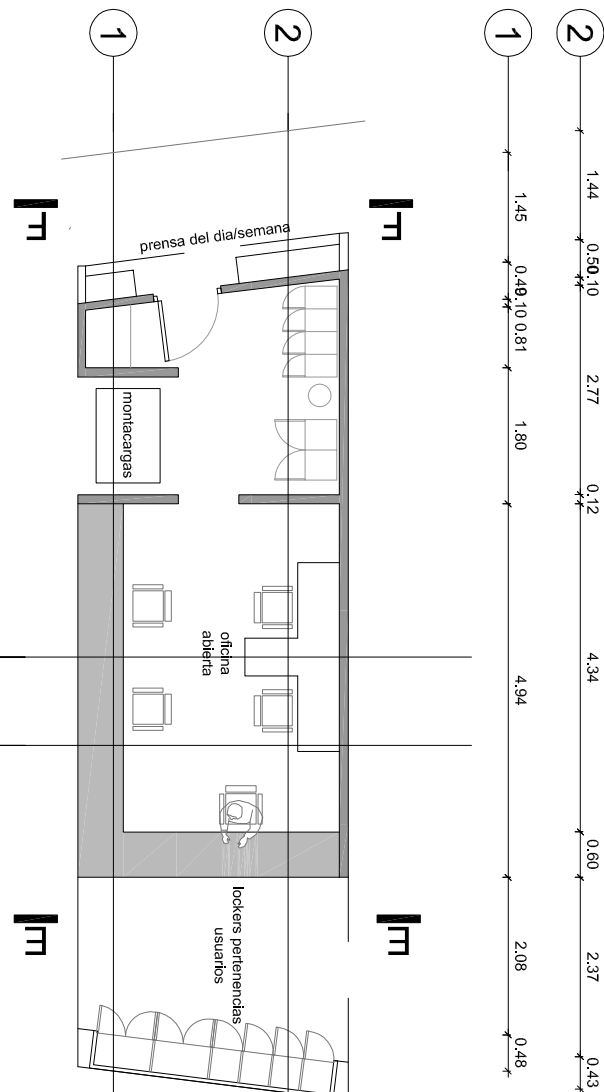 1
2
1
2
1.44
0.50
0.10
2.77
0.12
4.34
0.60
2.37
0.43
1.45
0.49
0.10
0.81
1.80
4.94
2.08
0.48
E
E
prensa del dia/semana
montacargas
oficina
abierta
lockers pertenencias
usuarios
E
E